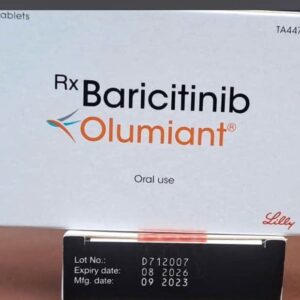 tablets
TA447
Rx Baricitinib
Olumiant®
Oral use
Lilly
Lot No.: D712007
Expiry date: 08 2026
Mfg. date: 09 2023